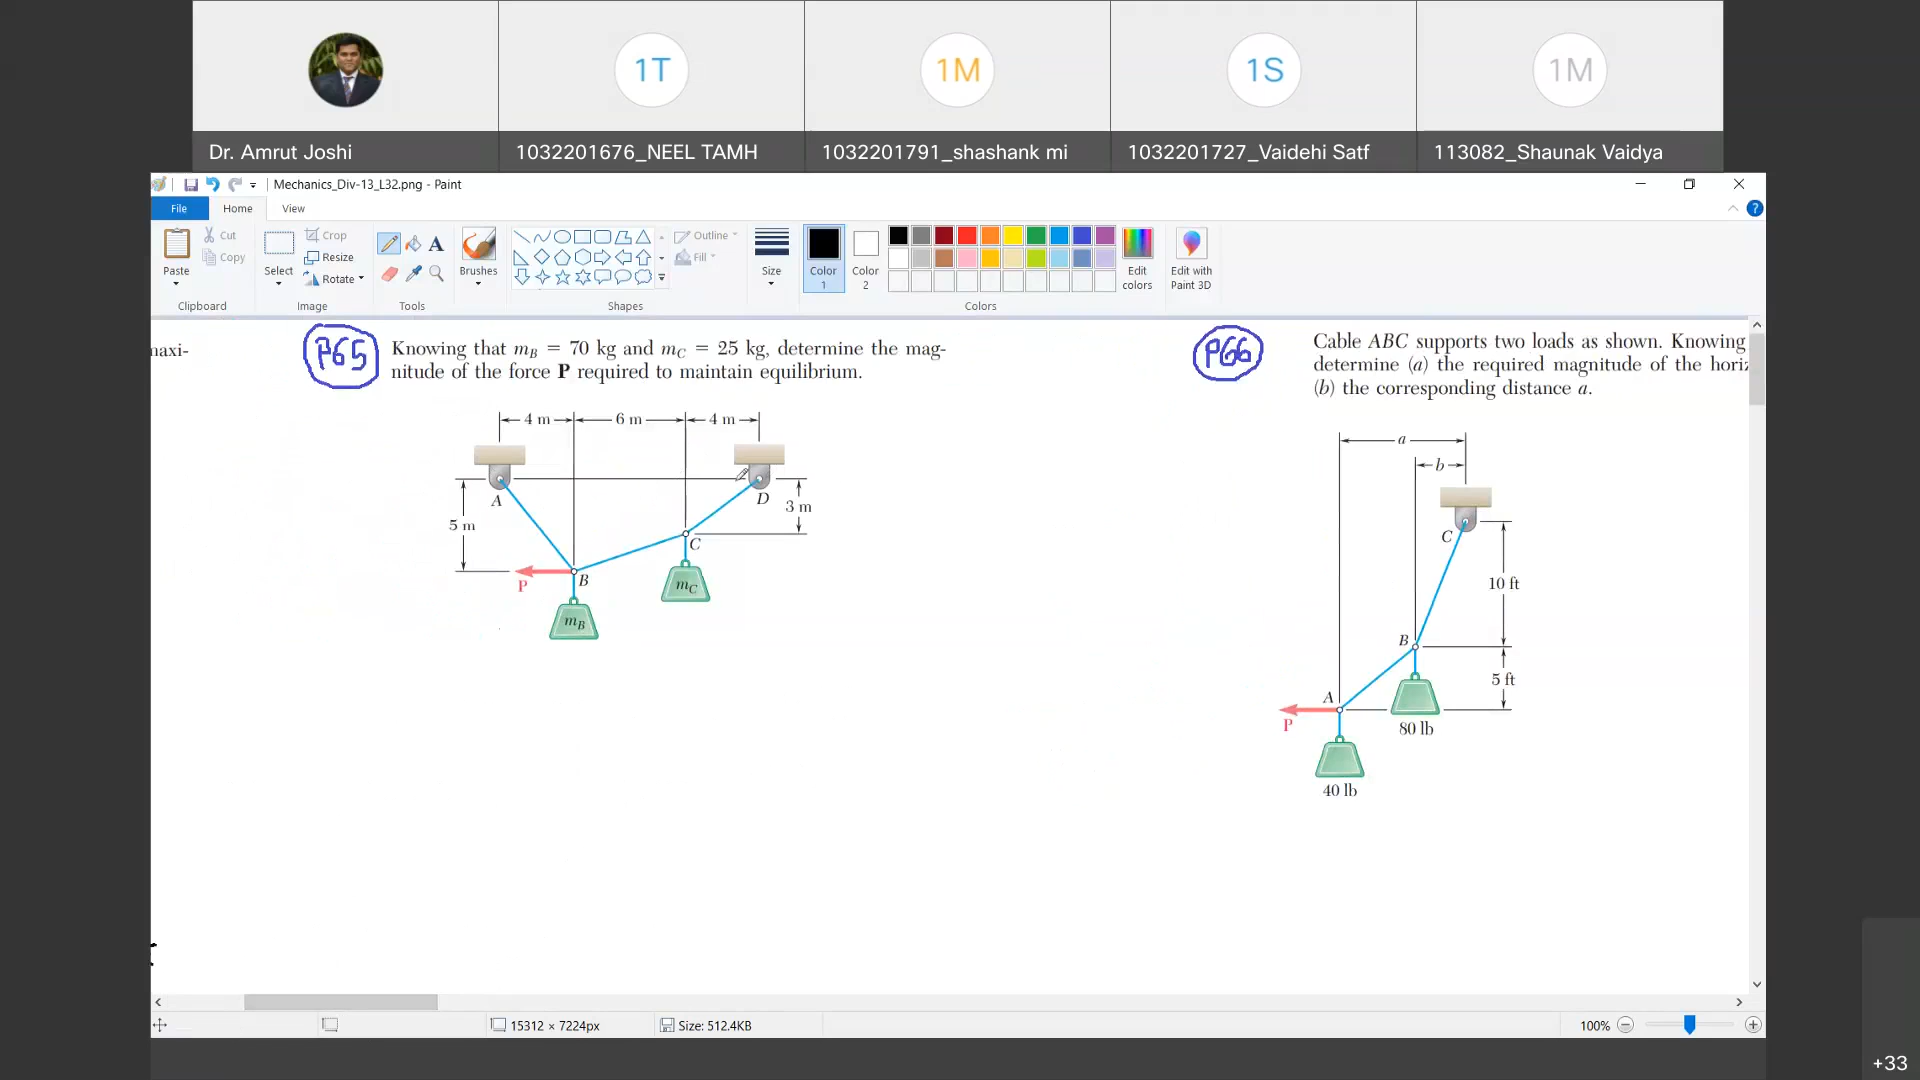 1T
1M
1S
1M
Dr. Amrut Joshi
1032201676_NEEL TAMH
1032201791_shashank mi
1032201727_Vaidehi Satf
113082_Shaunak Vaidya
Mechanics_Div-13_L32.png - Paint
File
Home
View
Paste
Cut
Copy
Clipboard
Select
Crop
Resize
Rotate
Image
A
Tools
Brushes
Outline
Fill
Shapes
Size
Color 1
Color 2
Edit colors
Colors
Edit with Paint 3D
?
naxi-
P65
Knowing that mB = 70 kg and mC = 25 kg, determine the mag-
nitude of the force P required to maintain equilibrium.
4 m
6 m
4 m
A
D
5 m
3 m
C
P
B
mC
mB
P66
Cable ABC supports two loads as shown. Knowing
determine (a) the required magnitude of the horiz
(b) the corresponding distance a.
a
b
C
10 ft
B
5 ft
A
P
80 lb
40 lb
15312 × 7224px
Size: 512.4KB
100%
+33